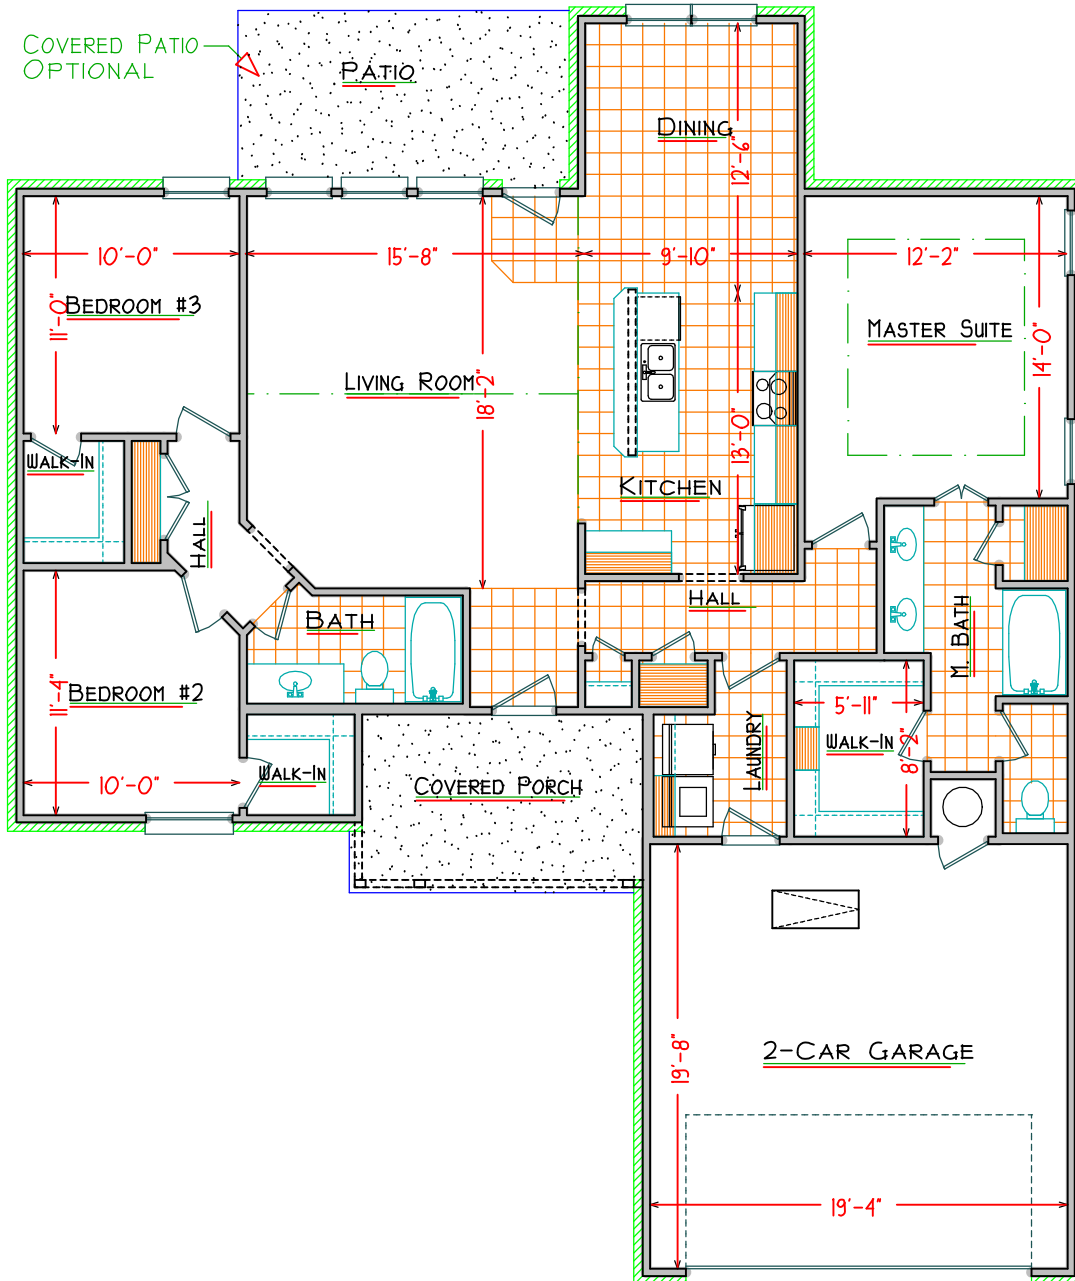 COVERED PATIO
OPTIONAL
PATIO
DINING
12'-6"
10'-0"
15'-8"
9'-10"
12'-2"
11'-0"
BEDROOM #3
MASTER SUITE
14'-0"
LIVING ROOM
18'-2"
13'-0"
WALK-IN
KITCHEN
HALL
HALL
BATH
M. BATH
BEDROOM #2
11'-4"
5'-11"
WALK-IN
8'-2"
LAUNDRY
10'-0"
WALK-IN
COVERED PORCH
2-CAR GARAGE
19'-8"
19'-4"